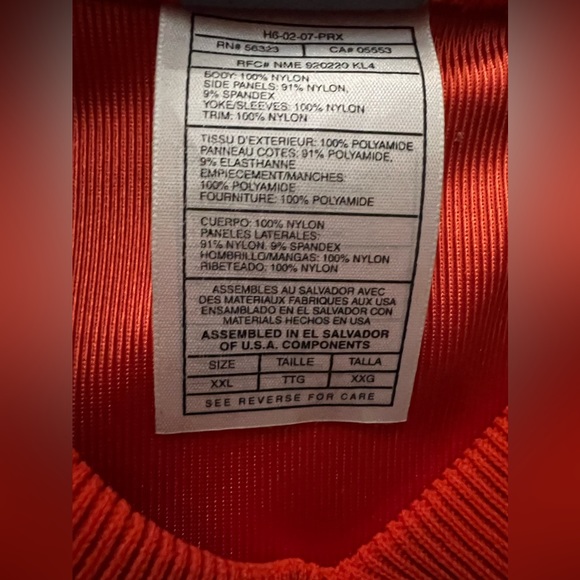 H6-02-07-PRX
RN# 56323 CA# 05553
RFC# NME 920220 KL4
BODY: 100% NYLON
SIDE PANELS: 91% NYLON,
9% SPANDEX
YOKE/SLEEVES: 100% NYLON
TRIM: 100% NYLON
TISSU D'EXTERIEUR: 100% POLYAMIDE
PANNEAU COTES: 91% POLYAMIDE,
9% ELASTHANNE
EMPIECEMENT/MANCHES:
100% POLYAMIDE
FOURNITURE: 100% POLYAMIDE
CUERPO: 100% NYLON
PANELES LATERALES:
91% NYLON, 9% SPANDEX
HOMBRILLO/MANGAS: 100% NYLON
RIBETEADO: 100% NYLON
ASSEMBLES AU SALVADOR AVEC
DES MATERIAUX FABRIQUES AUX USA
ENSAMBLADO EN EL SALVADOR CON
MATERIALS HECHOS EN USA
ASSEMBLED IN EL SALVADOR
OF U.S.A. COMPONENTS
SIZE TAILLE TALLA
XXL TTG XXG
SEE REVERSE FOR CARE